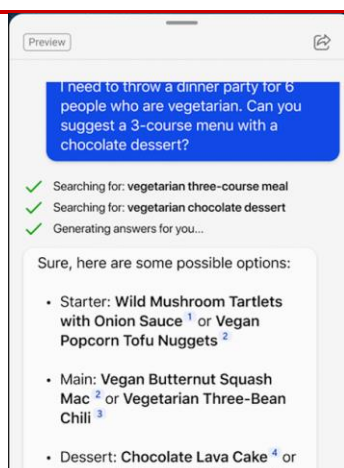 Preview
I need to throw a dinner party for 6
people who are vegetarian. Can you
suggest a 3-course menu with a
chocolate dessert?
Searching for: vegetarian three-course meal
Searching for: vegetarian chocolate dessert
Generating answers for you...
Sure, here are some possible options:
• Starter: Wild Mushroom Tartlets
with Onion Sauce 1 or Vegan
Popcorn Tofu Nuggets 2
• Main: Vegan Butternut Squash
Mac 2 or Vegetarian Three-Bean
Chili 3
• Dessert: Chocolate Lava Cake 4 or